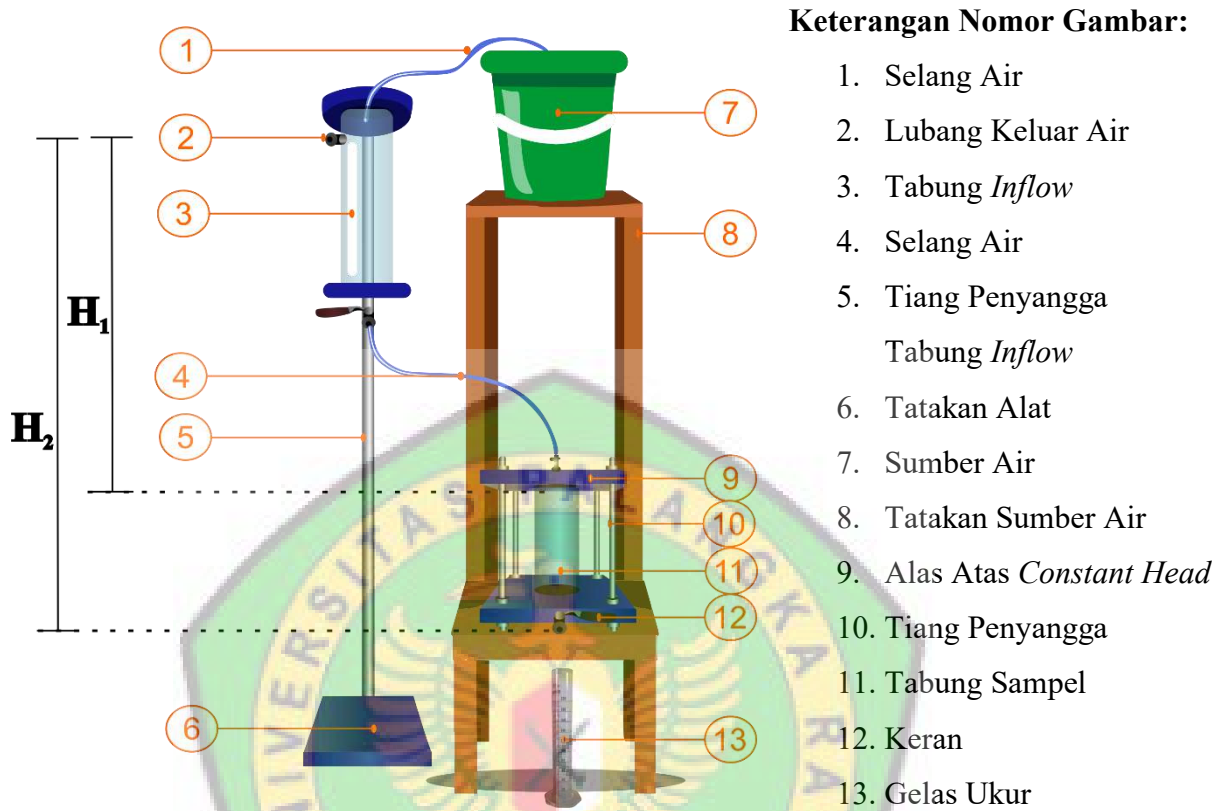 Keterangan Nomor Gambar:
1. Selang Air
2. Lubang Keluar Air
3. Tabung Inflow
4. Selang Air
5. Tiang Penyangga
Tabung Inflow
6. Tatakan Alat
7. Sumber Air
8. Tatakan Sumber Air
9. Alas Atas Constant Head
10. Tiang Penyangga
11. Tabung Sampel
12. Keran
13. Gelas Ukur
1
2
3
H₁
4
H₂
5
6
7
8
9
10
11
12
13